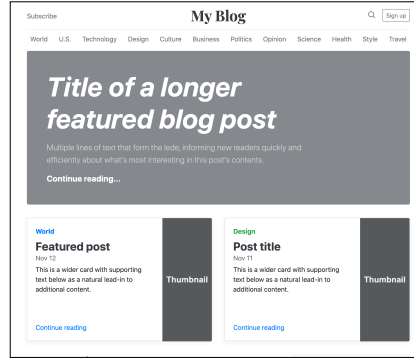 Subscribe My Blog Sign up
World U.S. Technology Design Culture Business Politics Opinion Science Health Style Travel
Title of a longer
featured blog post
Multiple lines of text that form the lede, informing new readers quickly and
efficiently about what's most interesting in this post's contents.
Continue reading...
World
Featured post
Nov 12
This is a wider card with supporting
text below as a natural lead-in to
additional content.
Continue reading
Thumbnail
Design
Post title
Nov 11
This is a wider card with supporting
text below as a natural lead-in to
additional content.
Continue reading
Thumbnail